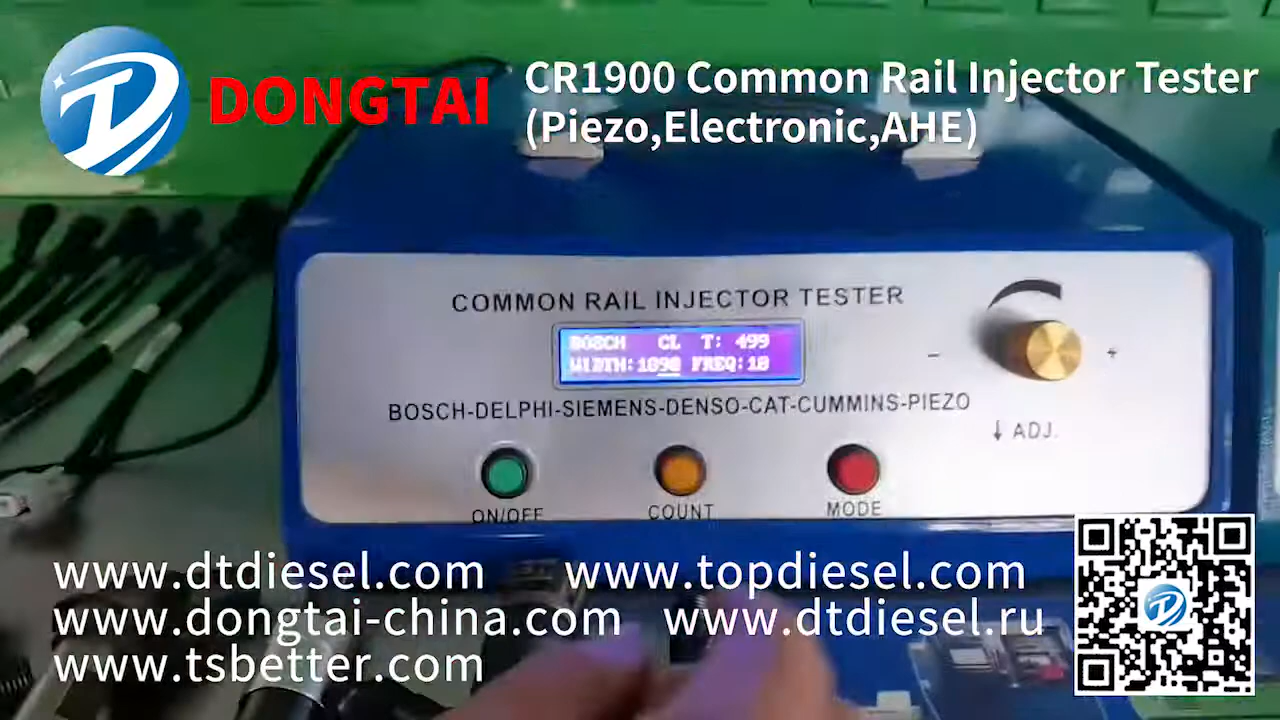 DONGTAI
CR1900 Common Rail Injector Tester
(Piezo,Electronic,AHE)
COMMON RAIL INJECTOR TESTER
BOSCH CL T: 499
WIDTH:1090 FREQ:10
- +
BOSCH-DELPHI-SIEMENS-DENSO-CAT-CUMMINS-PIEZO
↓ ADJ.
ON/OFF COUNT MODE
www.dtdiesel.com www.topdiesel.com
www.dongtai-china.com www.dtdiesel.ru
www.tsbetter.com